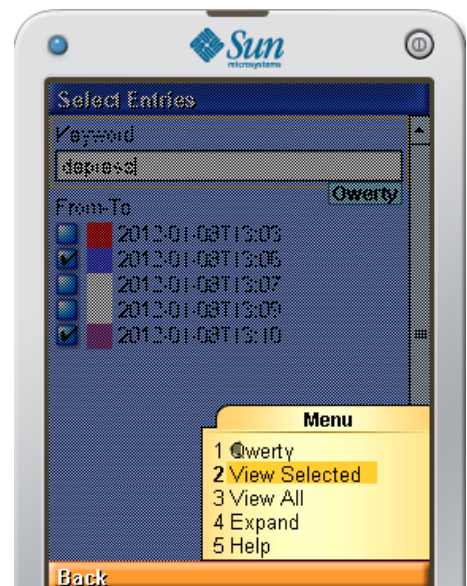 Sun
microsystems
Select Entries
Keyword
depressi
Qwerty
From-To
2012-01-08T13:03
2012-01-08T13:06
2012-01-08T13:07
2012-01-08T13:09
2012-01-08T13:10
Menu
1 Qwerty
2 View Selected
3 View All
4 Expand
5 Help
Back